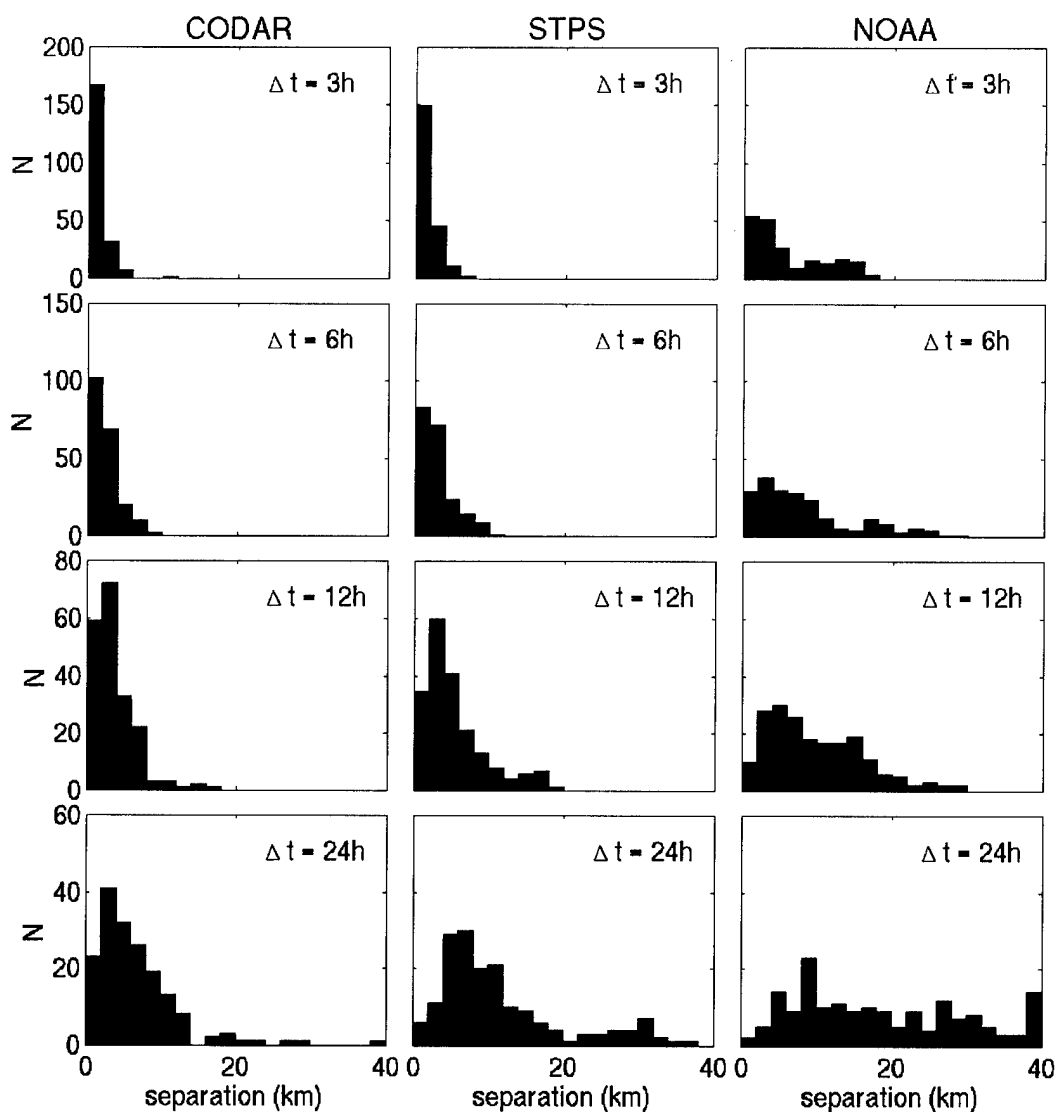 CODAR STPS NOAA
200
150
100
50
0
N
Δ t = 3h
Δ t = 3h
Δ f' = 3h
150
100
50
0
N
Δ t = 6h
Δ t = 6h
Δ t = 6h
80
60
40
20
0
N
Δ t = 12h
Δ t = 12h
Δ t = 12h
60
40
20
0
N
Δ t = 24h
Δ t = 24h
Δ t = 24h
0 20 40 0 20 40 0 20 40
separation (km) separation (km) separation (km)